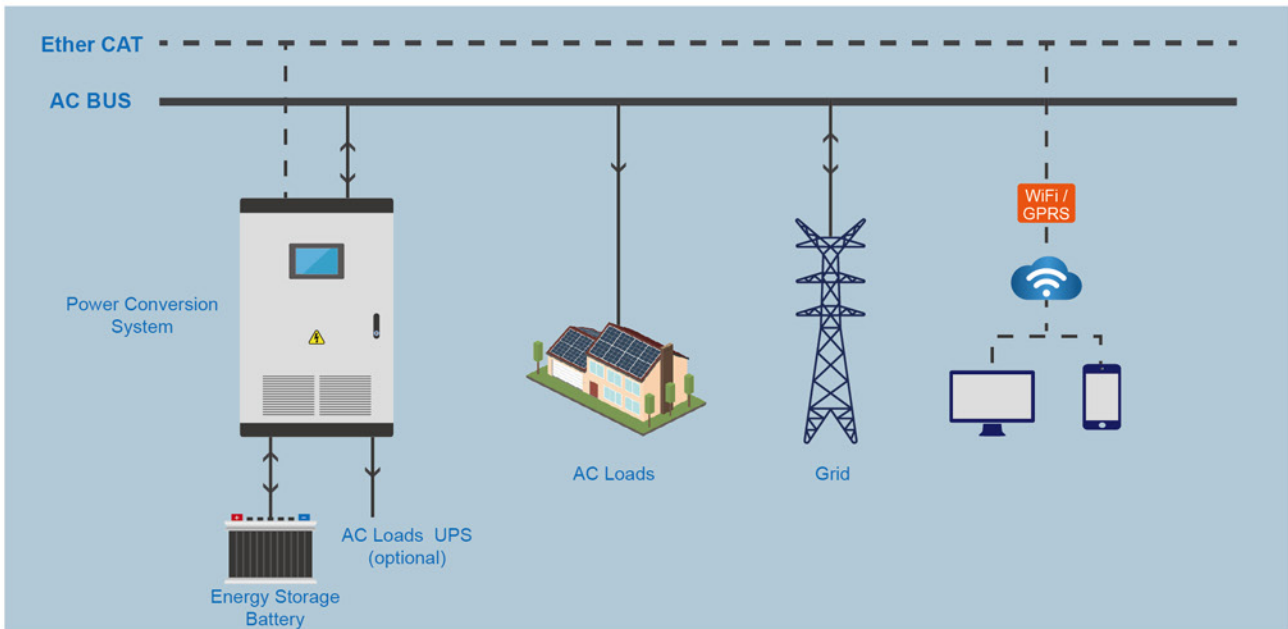 Ether CAT
AC BUS
WiFi /
GPRS
Power Conversion
System
AC Loads
Grid
AC Loads UPS
(optional)
Energy Storage
Battery